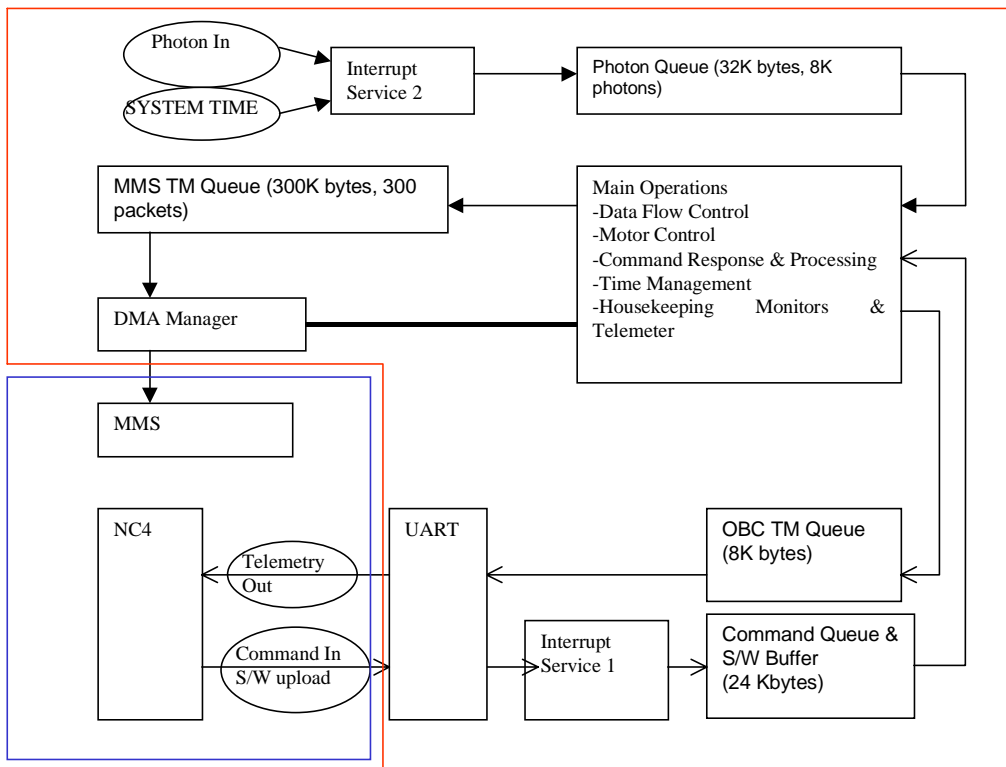 Photon In
SYSTEM TIME
Interrupt
Service 2
Photon Queue (32K bytes, 8K
photons)
MMS TM Queue (300K bytes, 300
packets)
Main Operations
-Data Flow Control
-Motor Control
-Command Response & Processing
-Time Management
-Housekeeping Monitors &
Telemeter
DMA Manager
MMS
NC4
Telemetry
Out
Command In
S/W upload
UART
Interrupt
Service 1
OBC TM Queue
(8K bytes)
Command Queue &
S/W Buffer
(24 Kbytes)